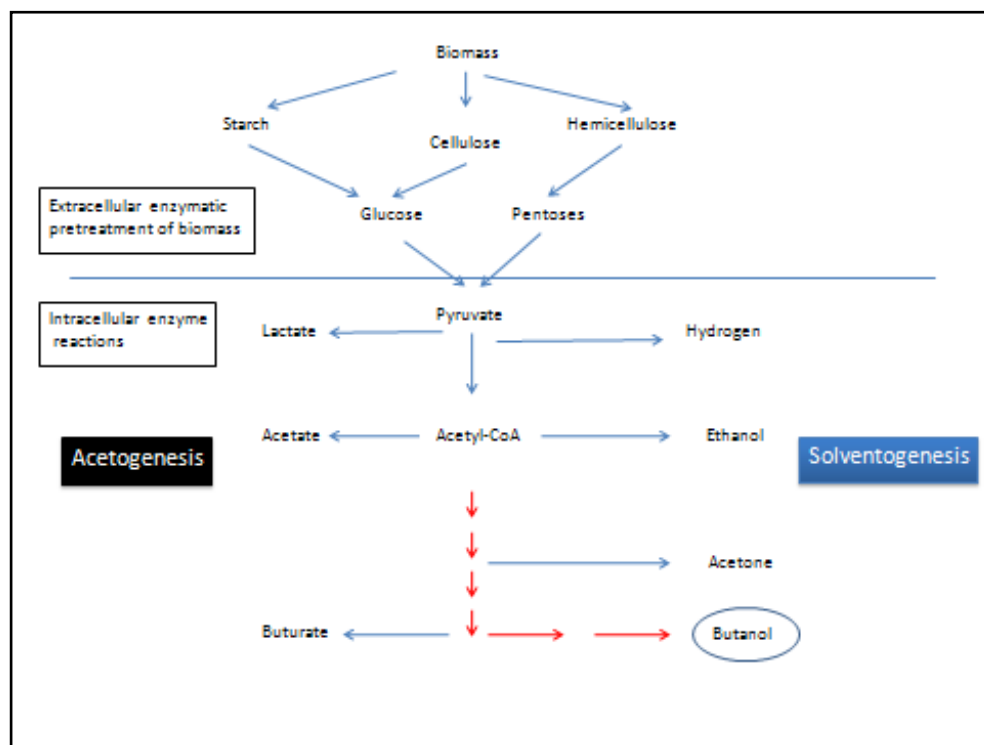 Biomass
Starch
Cellulose
Hemicellulose
Extracellular enzymatic
pretreatment of biomass
Glucose
Pentoses
Intracellular enzyme
reactions
Pyruvate
Lactate
Hydrogen
Acetate
Acetyl-CoA
Ethanol
Acetogenesis
Solventogenesis
Acetone
Buturate
Butanol